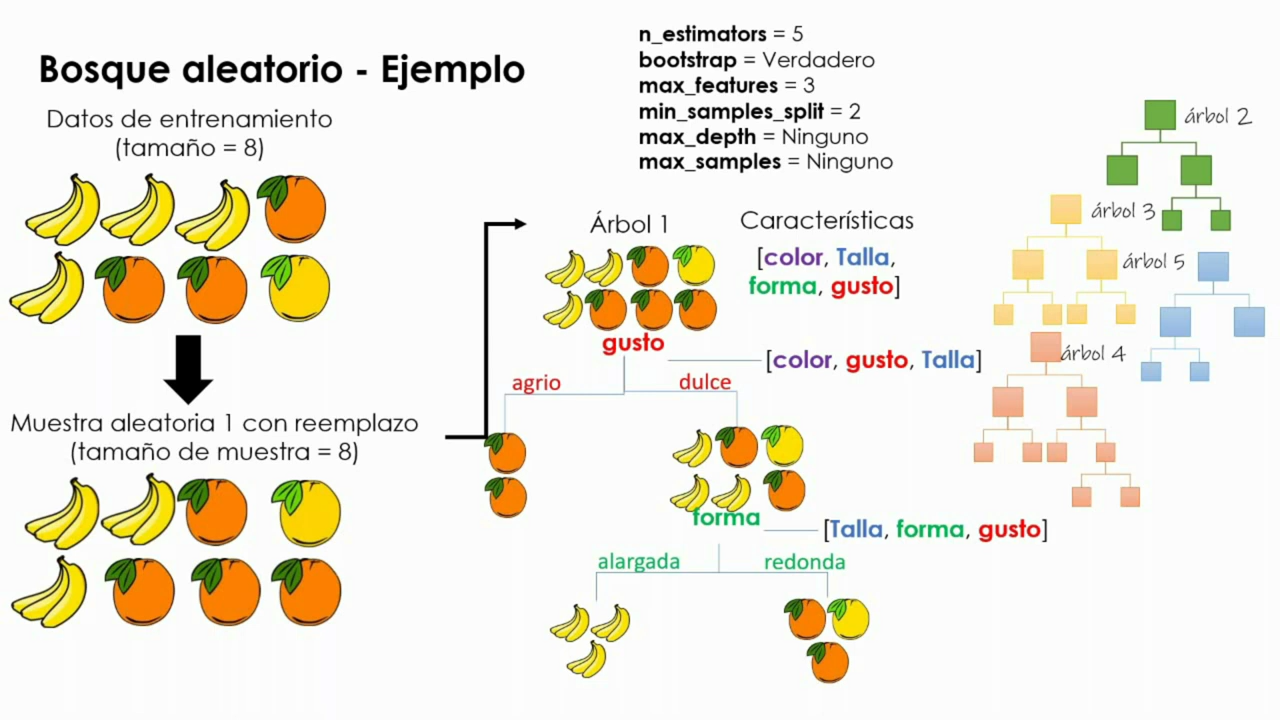 Bosque aleatorio - Ejemplo
Datos de entrenamiento
(tamaño = 8)
Muestra aleatoria 1 con reemplazo
(tamaño de muestra = 8)
n_estimators = 5
bootstrap = Verdadero
max_features = 3
min_samples_split = 2
max_depth = Ninguno
max_samples = Ninguno
Árbol 1
Características
[color, Talla,
forma, gusto]
gusto
[color, gusto, Talla]
agrio
dulce
forma
[Talla, forma, gusto]
alargada
redonda
árbol 2
árbol 3
árbol 5
árbol 4